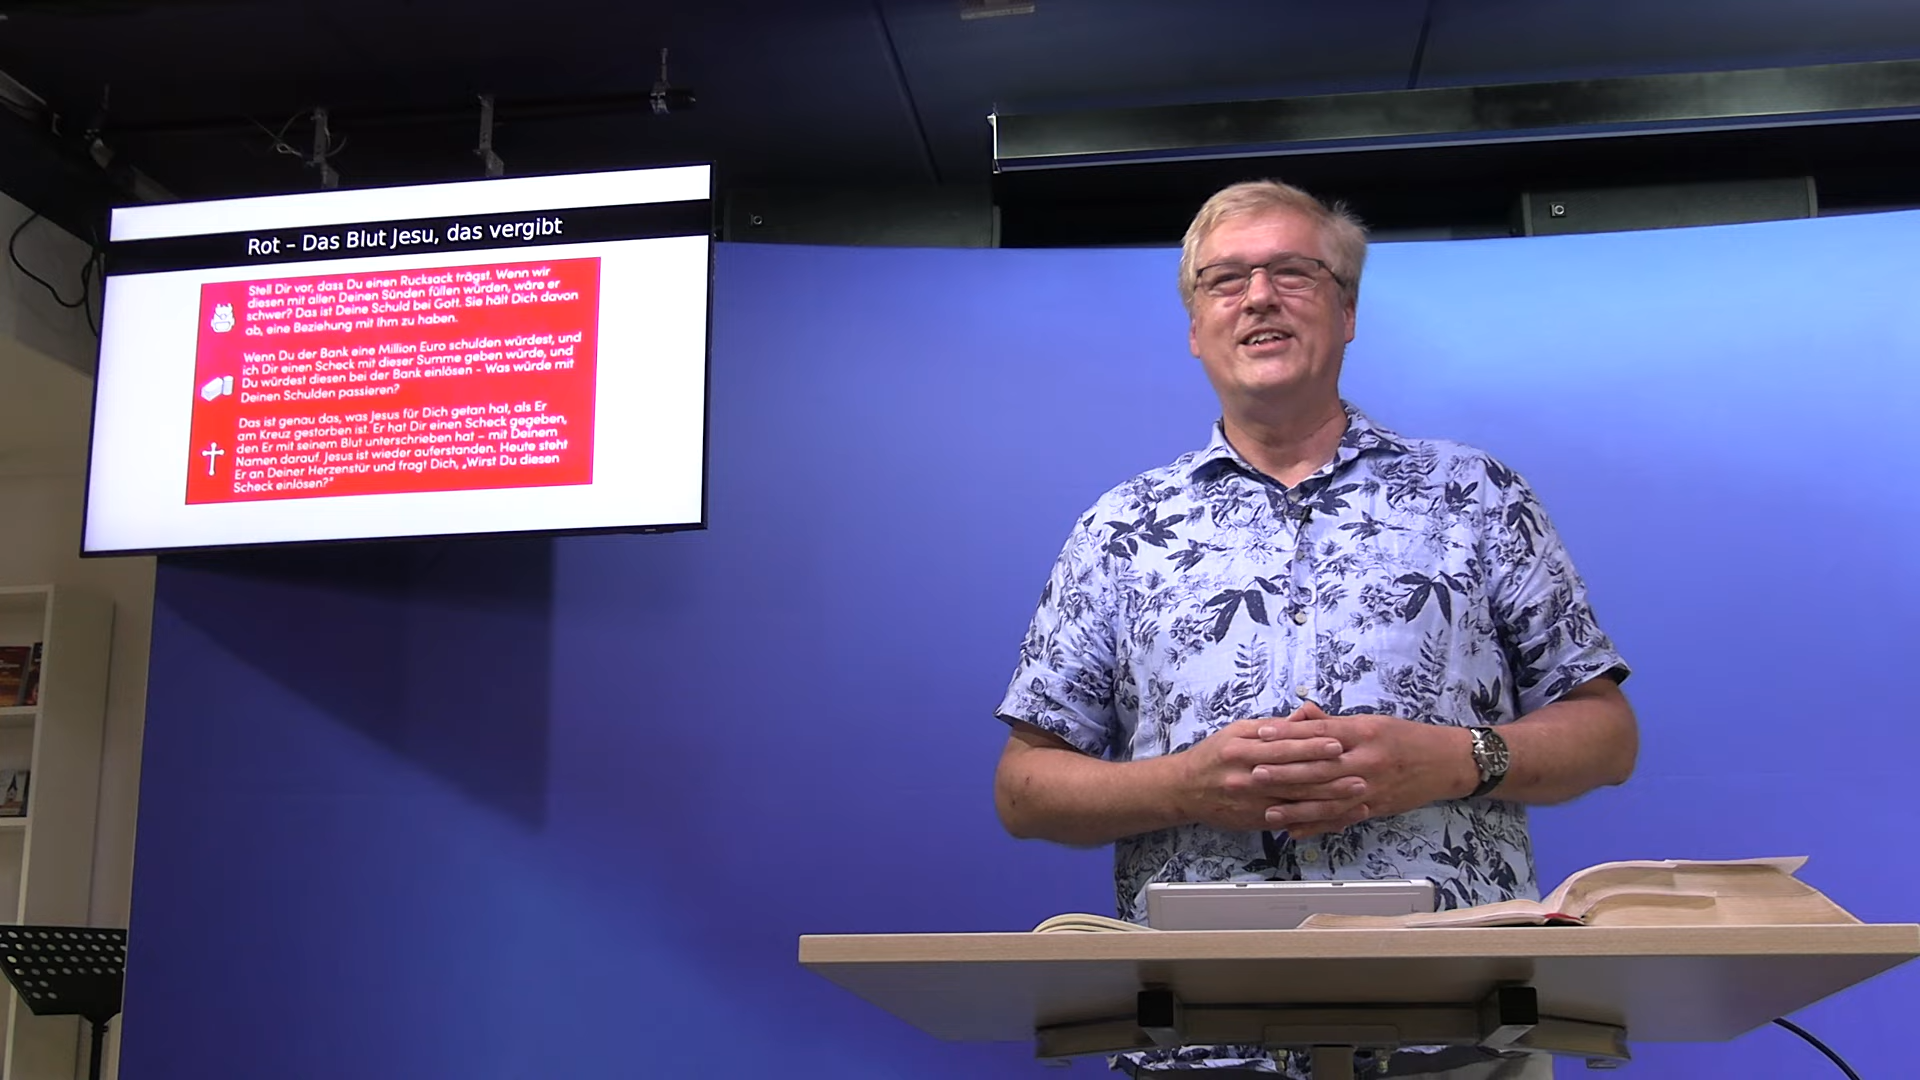 Rot – Das Blut Jesu, das vergibt
Stell Dir vor, dass Du einen Rucksack trägst. Wenn wir
diesen mit allen Deinen Sünden füllen würden, wäre er
schwer? Das ist Deine Schuld bei Gott. Sie hält Dich davon
ab, eine Beziehung mit Ihm zu haben.
Wenn Du der Bank eine Million Euro schulden würdest, und
ich Dir einen Scheck mit dieser Summe geben würde, und
Du würdest diesen bei der Bank einlösen - Was würde mit
Deinen Schulden passieren?
Das ist genau das, was Jesus für Dich getan hat, als Er
am Kreuz gestorben ist. Er hat Dir einen Scheck gegeben,
den Er mit seinem Blut unterschrieben hat – mit Deinem
Namen darauf. Jesus ist wieder auferstanden. Heute steht
Er an Deiner Herzenstür und fragt Dich, „Wirst Du diesen
Scheck einlösen?"